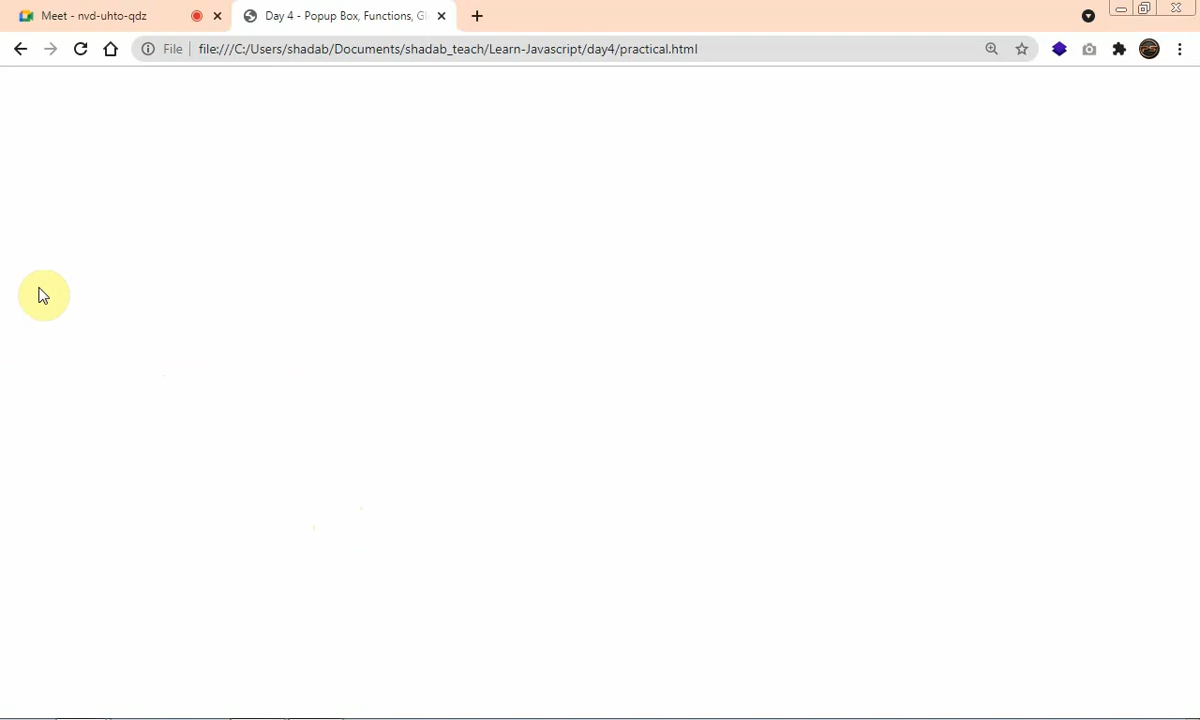 Meet - nvd-uhto-qdz
Day 4 - Popup Box, Functions, Gl
File
file:///C:/Users/shadab/Documents/shadab_teach/Learn-Javascript/day4/practical.html